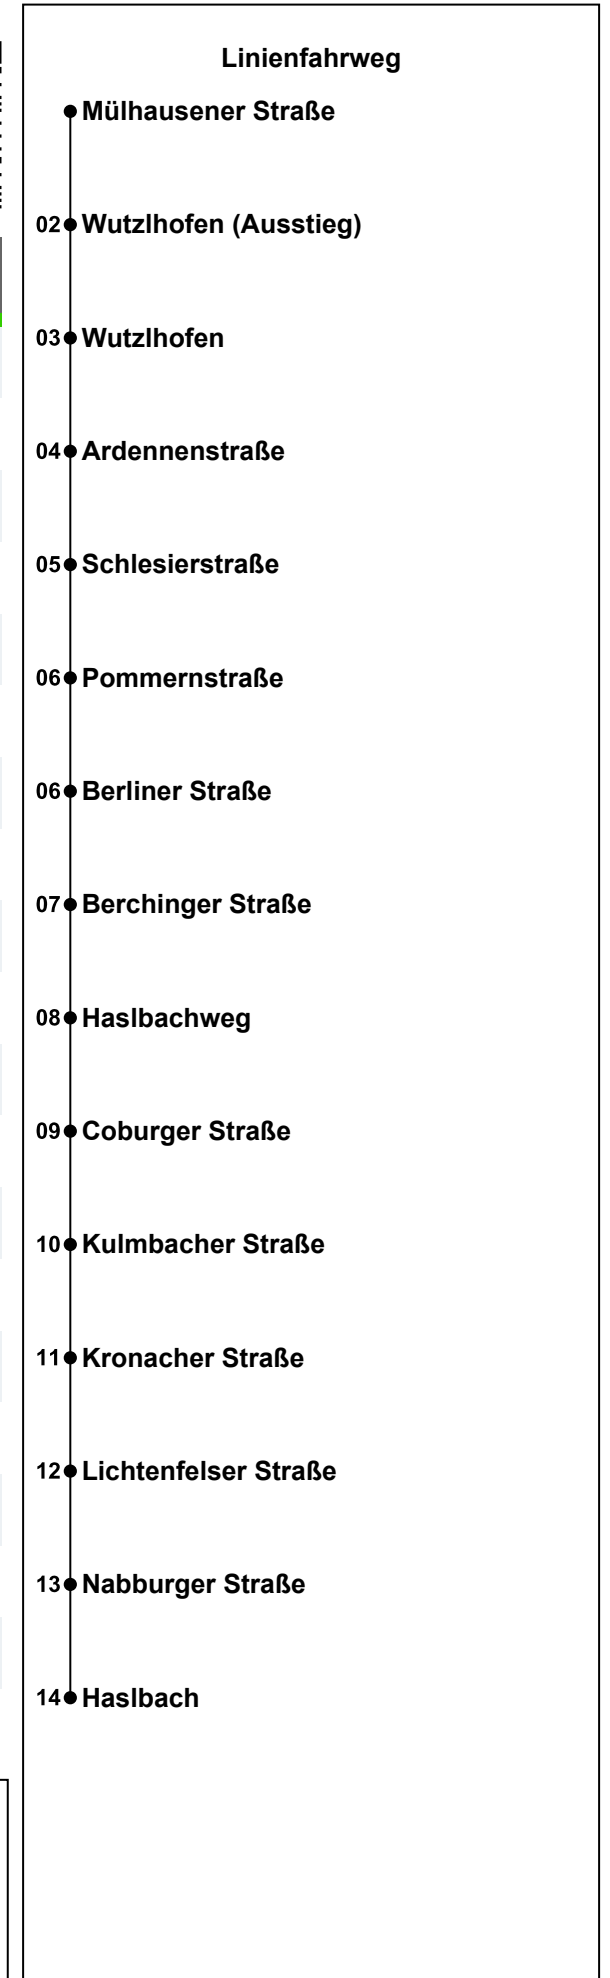 Linienfahrweg
Mülhausener Straße
02 Wutzlhofen (Ausstieg)
03 Wutzlhofen
04 Ardennenstraße
05 Schlesierstraße
06 Pommernstraße
06 Berliner Straße
07 Berchinger Straße
08 Haslbachweg
09 Coburger Straße
10 Kulmbacher Straße
11 Kronacher Straße
12 Lichtenfelser Straße
13 Nabburger Straße
14 Haslbach